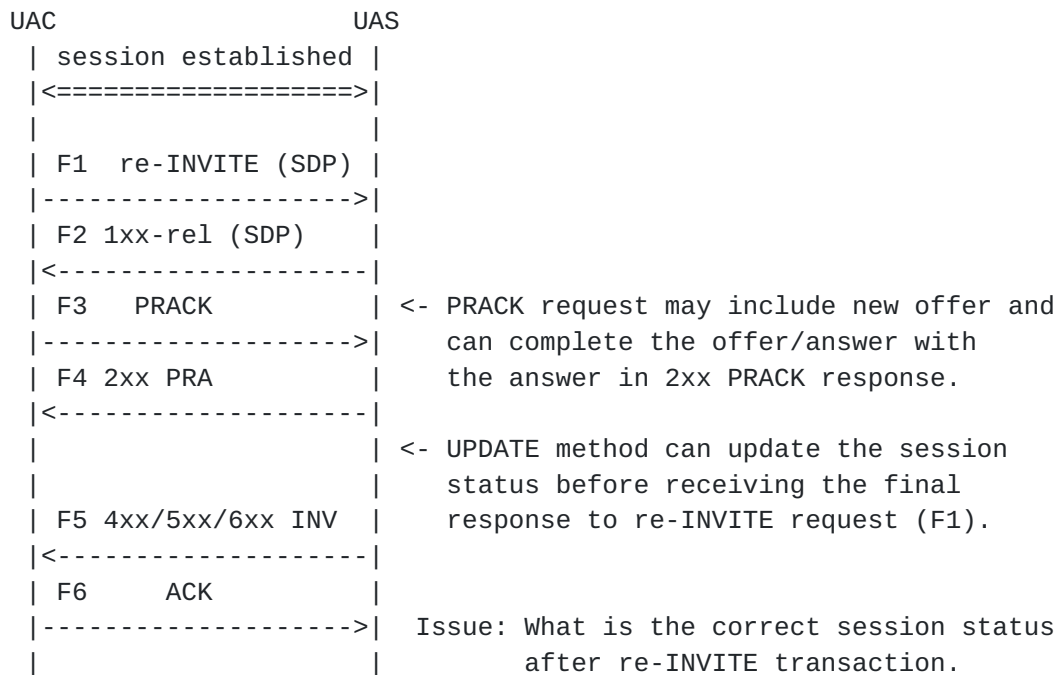 UAC                   UAS
 | session established |
 |<===================>|
 |                     |
 | F1  re-INVITE (SDP) |
 |-------------------->|
 | F2 1xx-rel (SDP)    |
 |<--------------------|
 | F3   PRACK          | <- PRACK request may include new offer and
 |-------------------->|    can complete the offer/answer with
 | F4 2xx PRA          |    the answer in 2xx PRACK response.
 |<--------------------|
 |                     | <- UPDATE method can update the session
 |                     |    status before receiving the final
 | F5 4xx/5xx/6xx INV  |    response to re-INVITE request (F1).
 |<--------------------|
 | F6     ACK          |
 |-------------------->|  Issue: What is the correct session status
 |                     |         after re-INVITE transaction.